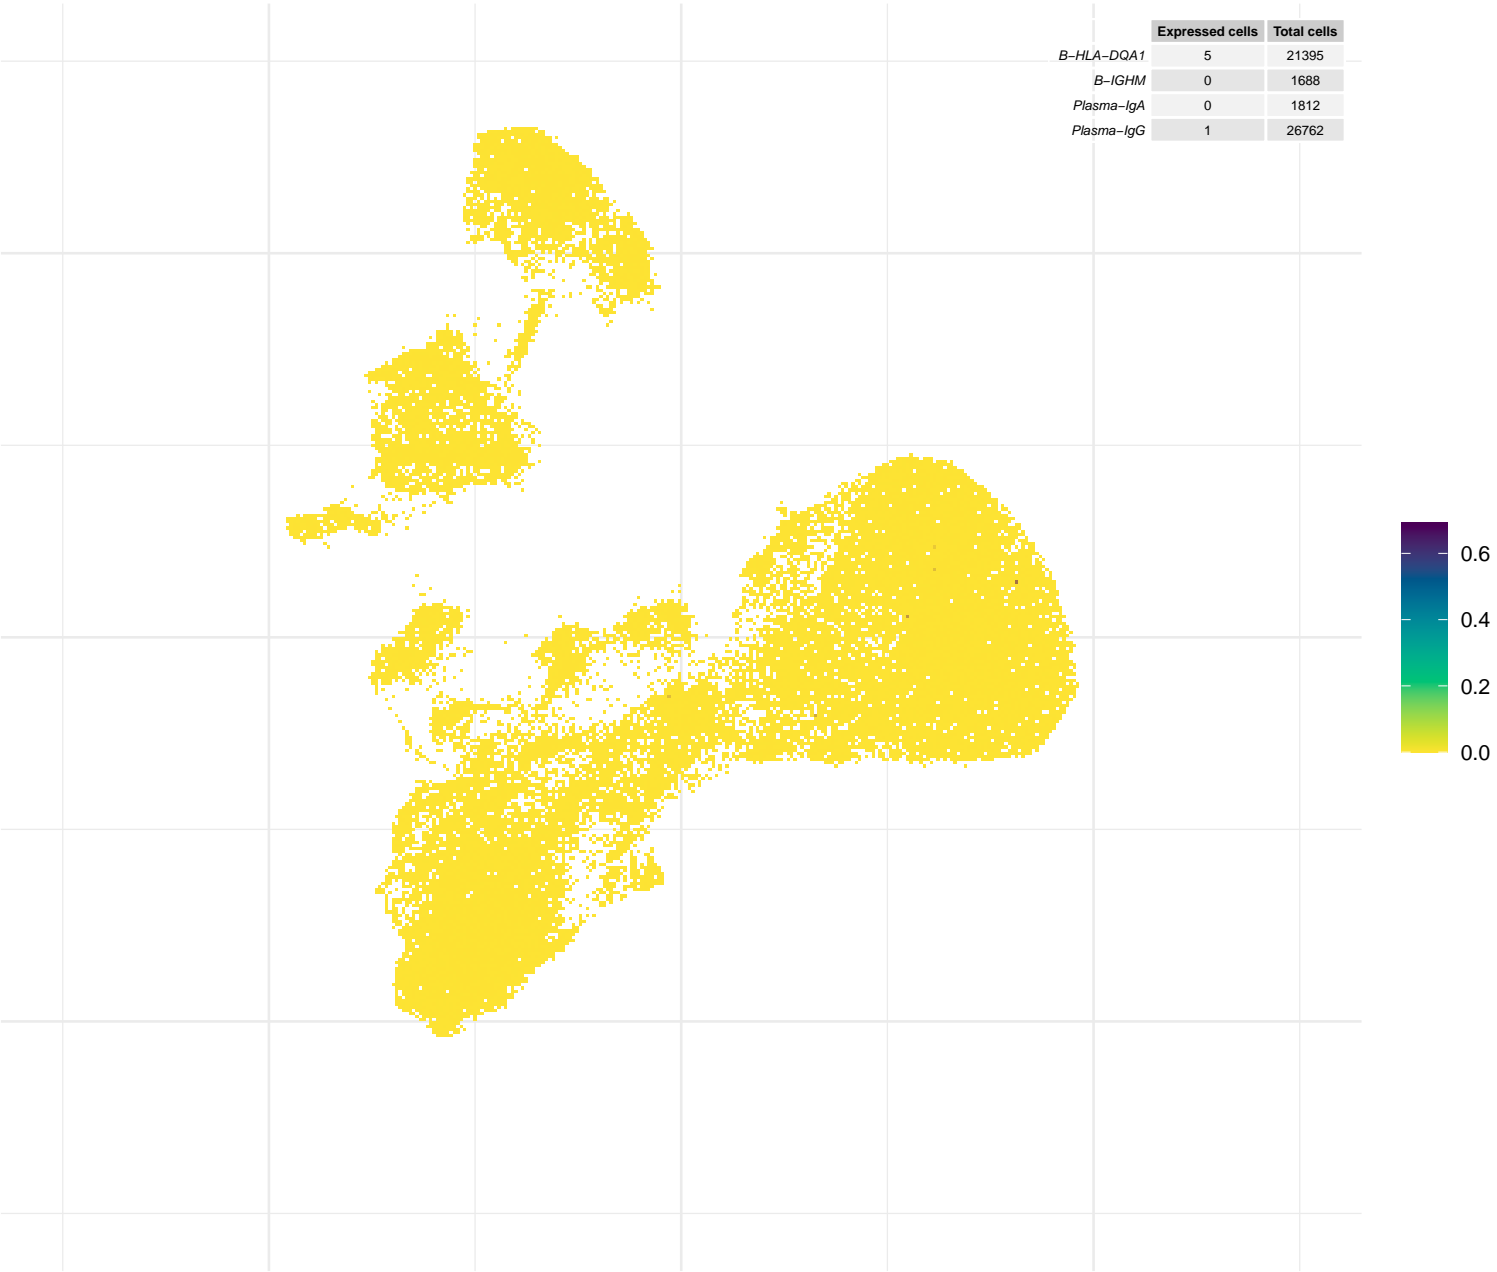 Expressed cells Total cells
B−HLA−DQA1 5 21395
B−IGHM 0 1688
Plasma−IgA 0 1812
Plasma−IgG 1 26762
0.6
0.4
0.2
0.0